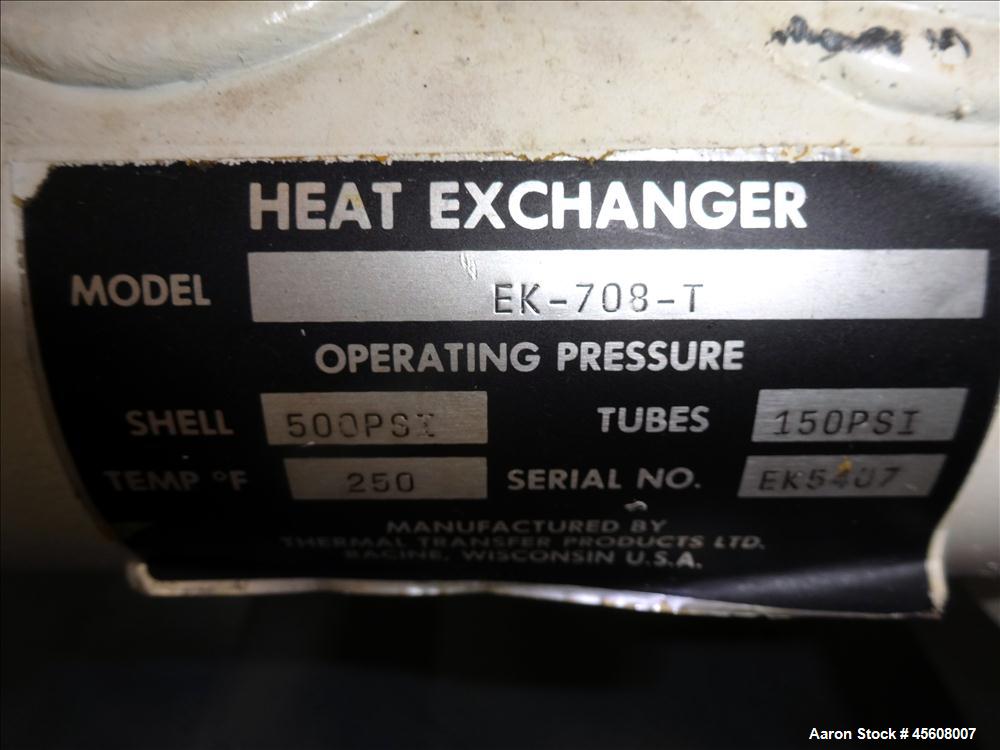 HEAT EXCHANGER
MODEL EK-708-T
OPERATING PRESSURE
SHELL 500PSI TUBES 150PSI
TEMP °F 250 SERIAL NO. EK5407
MANUFACTURED BY
THERMAL TRANSFER PRODUCTS LTD.
RACINE, WISCONSIN U.S.A.
Aaron Stock # 45608007